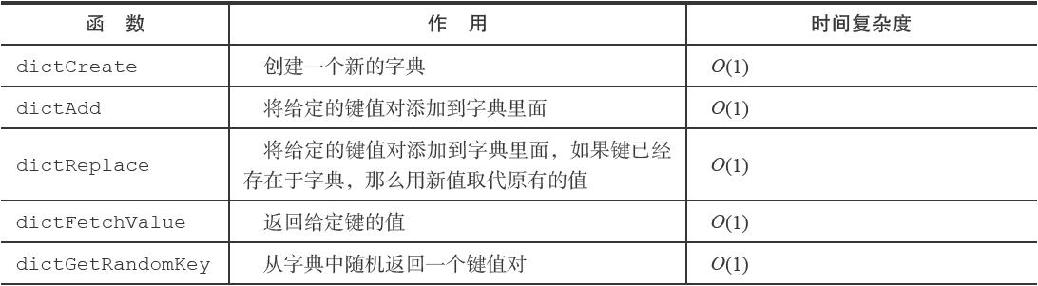 函 数 作 用 时间复杂度
dictCreate 创建一个新的字典 O(1)
dictAdd 将给定的键值对添加到字典里面 O(1)
将给定的键值对添加到字典里面，如果键已经
dictReplace O(1)
存在于字典，那么用新值取代原有的值
dictFetchValue 返回给定键的值 O(1)
dictGetRandomKey 从字典中随机返回一个键值对 O(1)